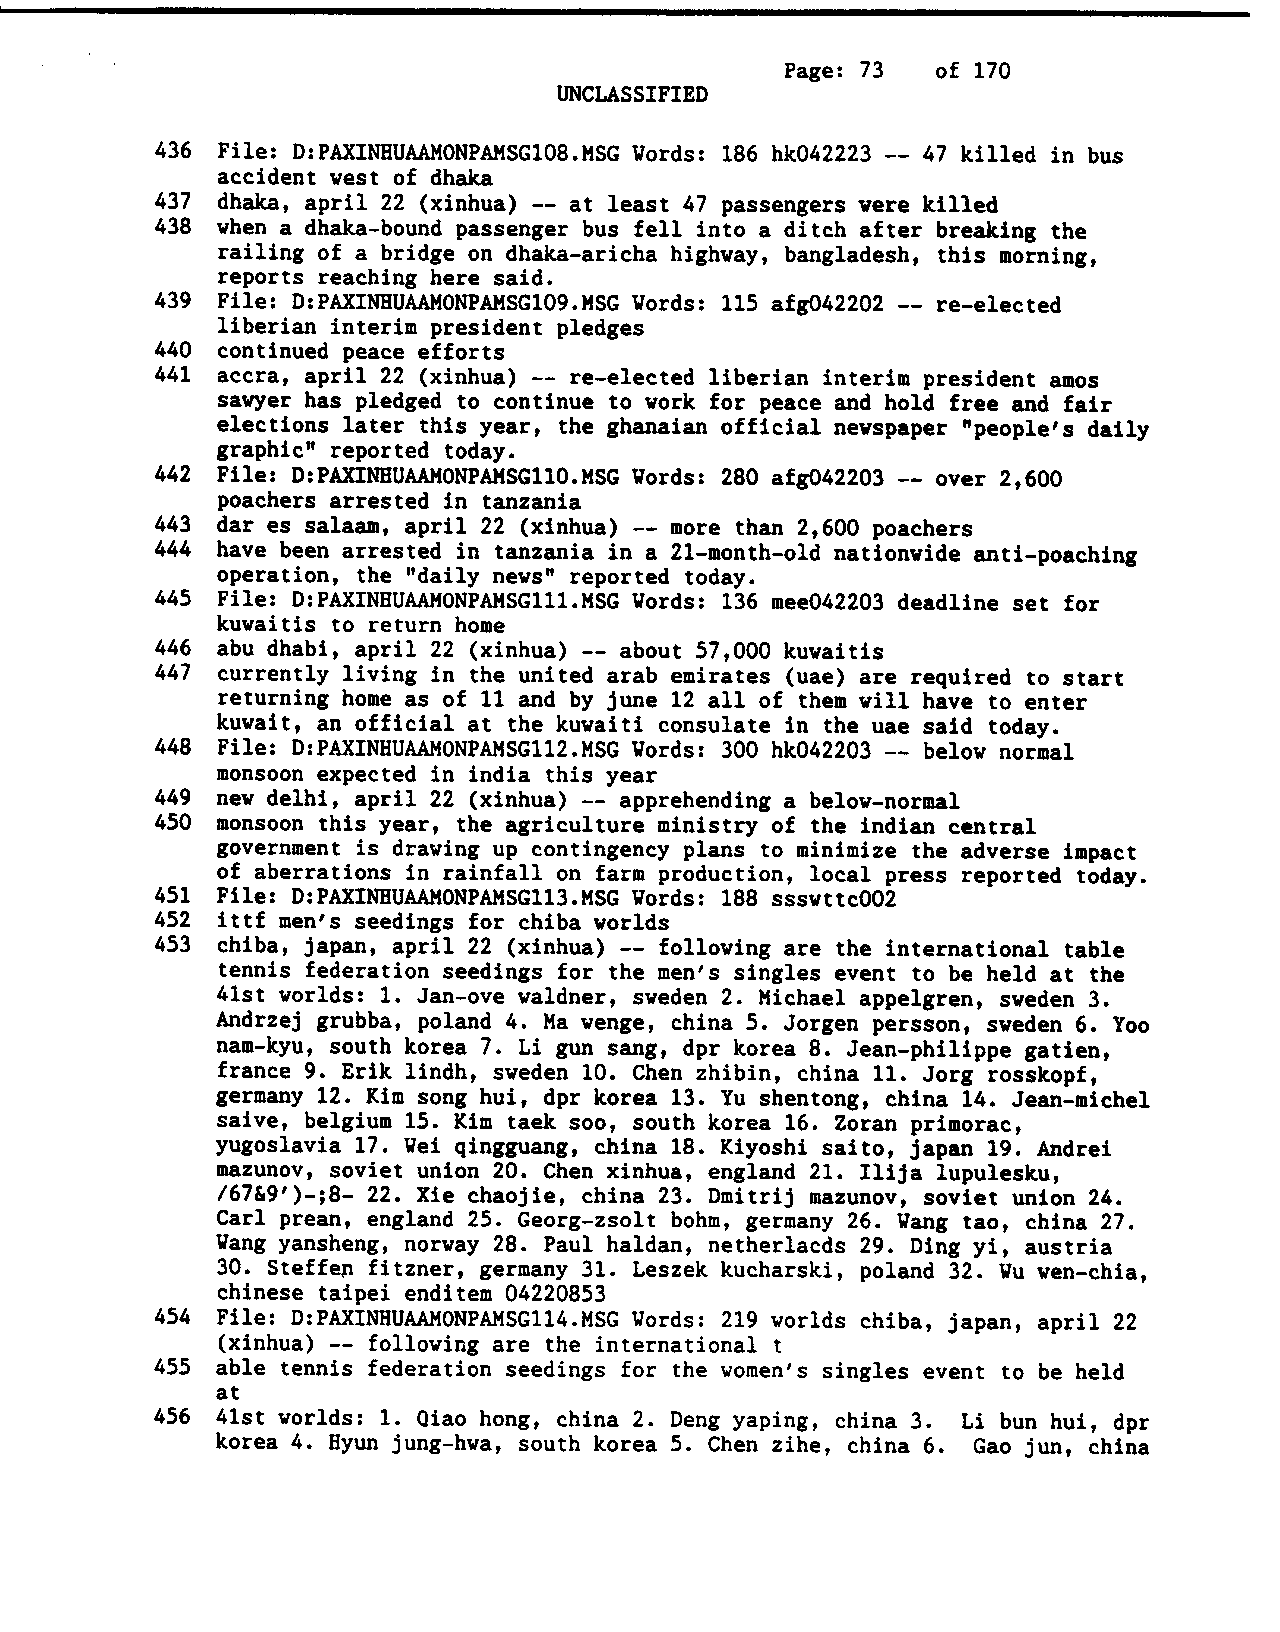 Page: 73 of 170
UNCLASSIFIED
436 File: D:PAXINHUAAMONPAMSG108.MSG Words: 186 hk042223 -- 47 killed in bus
accident west of dhaka
437 dhaka, april 22 (xinhua) -- at least 47 passengers were killed
438 when a dhaka-bound passenger bus fell into a ditch after breaking the
railing of a bridge on dhaka-aricha highway, bangladesh, this morning,
reports reaching here said.
439 File: D:PAXINHUAAMONPAMSG109.MSG Words: 115 afg042202 -- re-elected
liberian interim president pledges
440 continued peace efforts
441 accra, april 22 (xinhua) -- re-elected liberian interim president amos
sawyer has pledged to continue to work for peace and hold free and fair
elections later this year, the ghanaian official newspaper "people's daily
graphic" reported today.
442 File: D:PAXINHUAAMONPAMSG110.MSG Words: 280 afg042203 -- over 2,600
poachers arrested in tanzania
443 dar es salaam, april 22 (xinhua) -- more than 2,600 poachers
444 have been arrested in tanzania in a 21-month-old nationwide anti-poaching
operation, the "daily news" reported today.
445 File: D:PAXINHUAAMONPAMSG111.MSG Words: 136 mee042203 deadline set for
kuwaitis to return home
446 abu dhabi, april 22 (xinhua) -- about 57,000 kuwaitis
447 currently living in the united arab emirates (uae) are required to start
returning home as of 11 and by june 12 all of them will have to enter
kuwait, an official at the kuwaiti consulate in the uae said today.
448 File: D:PAXINHUAAMONPAMSG112.MSG Words: 300 hk042203 -- below normal
monsoon expected in india this year
449 new delhi, april 22 (xinhua) -- apprehending a below-normal
450 monsoon this year, the agriculture ministry of the indian central
government is drawing up contingency plans to minimize the adverse impact
of aberrations in rainfall on farm production, local press reported today.
451 File: D:PAXINHUAAMONPAMSG113.MSG Words: 188 ssswttc002
452 ittf men's seedings for chiba worlds
453 chiba, japan, april 22 (xinhua) -- following are the international table
tennis federation seedings for the men's singles event to be held at the
41st worlds: 1. Jan-ove waldner, sweden 2. Michael appelgren, sweden 3.
Andrzej grubba, poland 4. Ma wenge, china 5. Jorgen persson, sweden 6. Yoo
nam-kyu, south korea 7. Li gun sang, dpr korea 8. Jean-philippe gatien,
france 9. Erik lindh, sweden 10. Chen zhibin, china 11. Jorg rosskopf,
germany 12. Kim song hui, dpr korea 13. Yu shentong, china 14. Jean-michel
saive, belgium 15. Kim taek soo, south korea 16. Zoran primorac,
yugoslavia 17. Wei qingguang, china 18. Kiyoshi saito, japan 19. Andrei
mazunov, soviet union 20. Chen xinhua, england 21. Ilija lupulesku,
/67&9')-;8- 22. Xie chaojie, china 23. Dmitrij mazunov, soviet union 24.
Carl prean, england 25. Georg-zsolt bohm, germany 26. Wang tao, china 27.
Wang yansheng, norway 28. Paul haldan, netherlacds 29. Ding yi, austria
30. Steffen fitzner, germany 31. Leszek kucharski, poland 32. Wu wen-chia,
chinese taipei enditem 04220853
454 File: D:PAXINHUAAMONPAMSG114.MSG Words: 219 worlds chiba, japan, april 22
(xinhua) -- following are the international t
455 able tennis federation seedings for the women's singles event to be held
at
456 41st worlds: 1. Qiao hong, china 2. Deng yaping, china 3. Li bun hui, dpr
korea 4. Hyun jung-hwa, south korea 5. Chen zihe, china 6. Gao jun, china